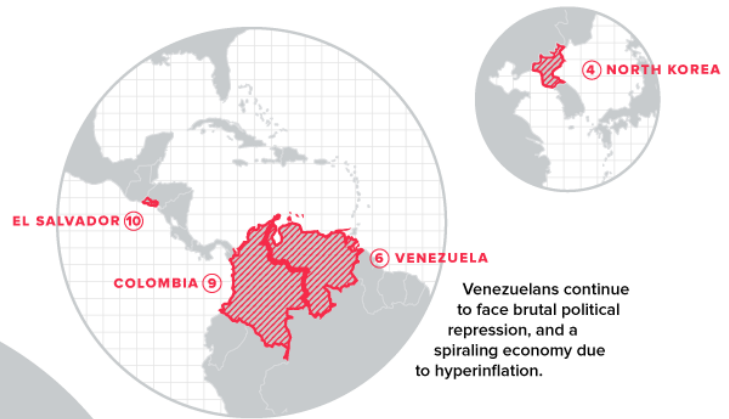 ④ NORTH KOREA
EL SALVADOR ⑩
COLOMBIA ⑨
⑥ VENEZUELA
Venezuelans continue
to face brutal political
repression, and a
spiraling economy due
to hyperinflation.